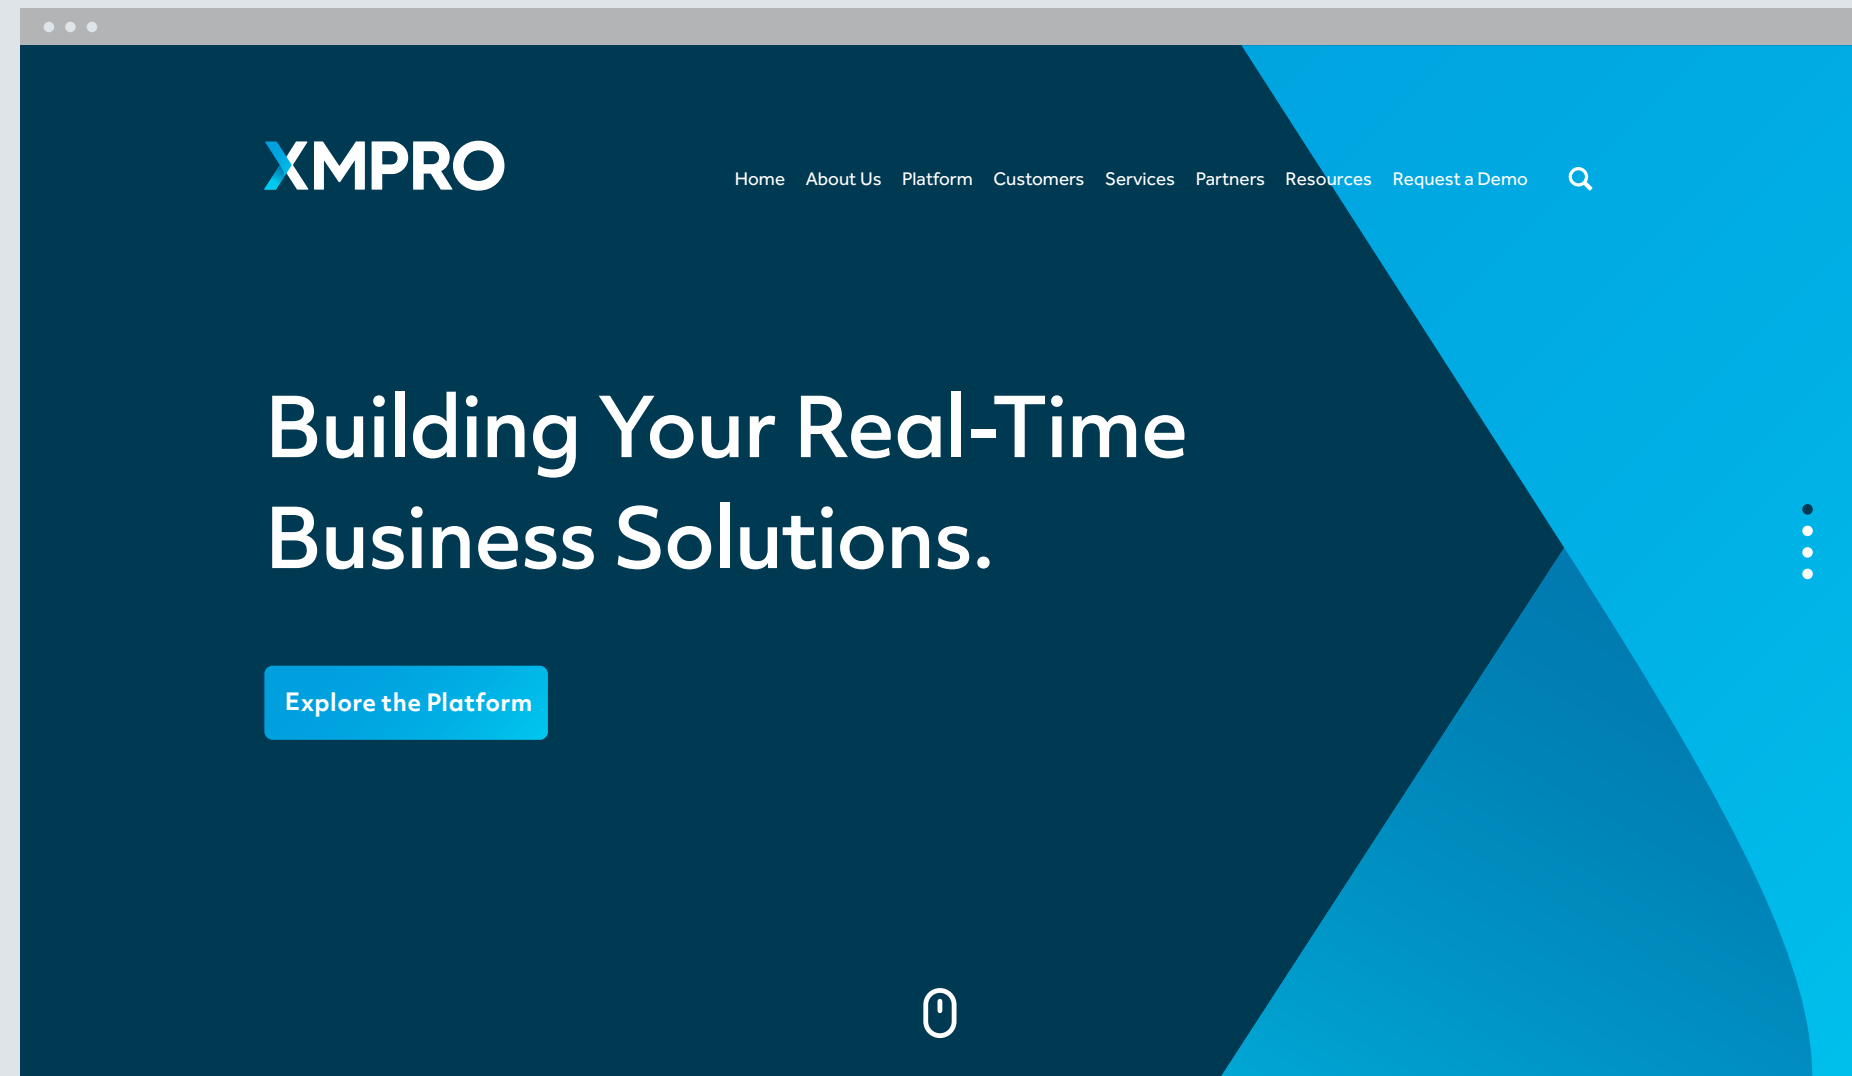 XMPRO
Home About Us Platform Customers Services Partners Resources Request a Demo
Building Your Real-Time
Business Solutions.
Explore the Platform